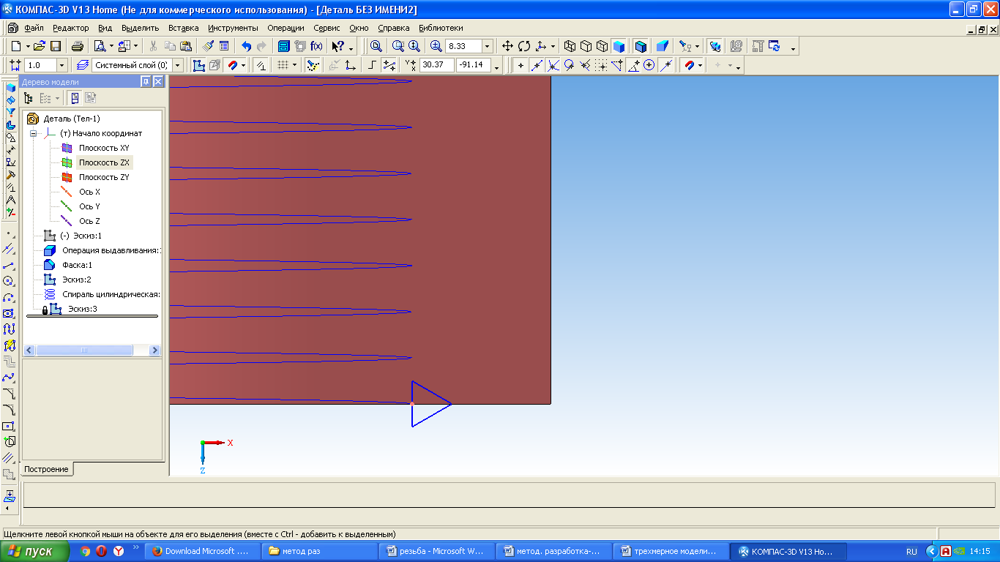 КОМПАС-3D V13 Home (Не для коммерческого использования) - [Деталь БЕЗ ИМЕНИ2]
Файл Редактор Вид Выделить Вставка Инструменты Операции Сервис Окно Справка Библиотеки
f(x) 8.33
1.0 Системный слой (0) 30.37 -91.14
Дерево модели
Деталь (Тел-1)
(т) Начало координат
Плоскость XY
Плоскость ZX
Плоскость ZY
Ось X
Ось Y
Ось Z
(-) Эскиз:1
Операция выдавливания:
Фаска:1
Эскиз:2
Спираль цилиндрическая:
Эскиз:3
X
Z
Построение
Щелкните левой кнопкой мыши на объекте для его выделения (вместе с Ctrl - добавить к выделенным)
пуск Download Microsoft .... метод раз резьба - Microsoft W... метод. разработка-... трехмерное модели... КОМПАС-3D V13 Ho... RU 14:15